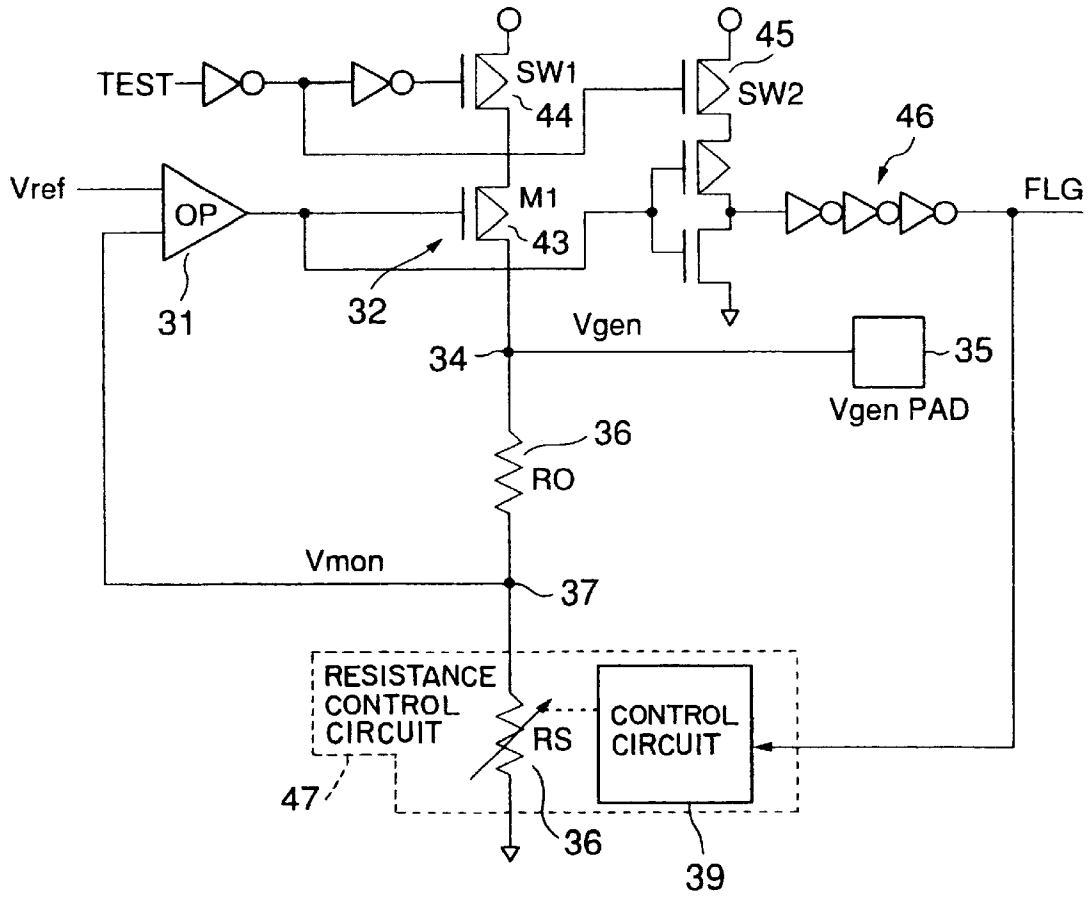 TEST
SW1
44
45
SW2
46
Vref
OP
31
M1
43
32
FLG
34
Vgen
35
Vgen PAD
36
RO
Vmon
37
RESISTANCE
CONTROL
CIRCUIT
RS
CONTROL
CIRCUIT
47
36
39